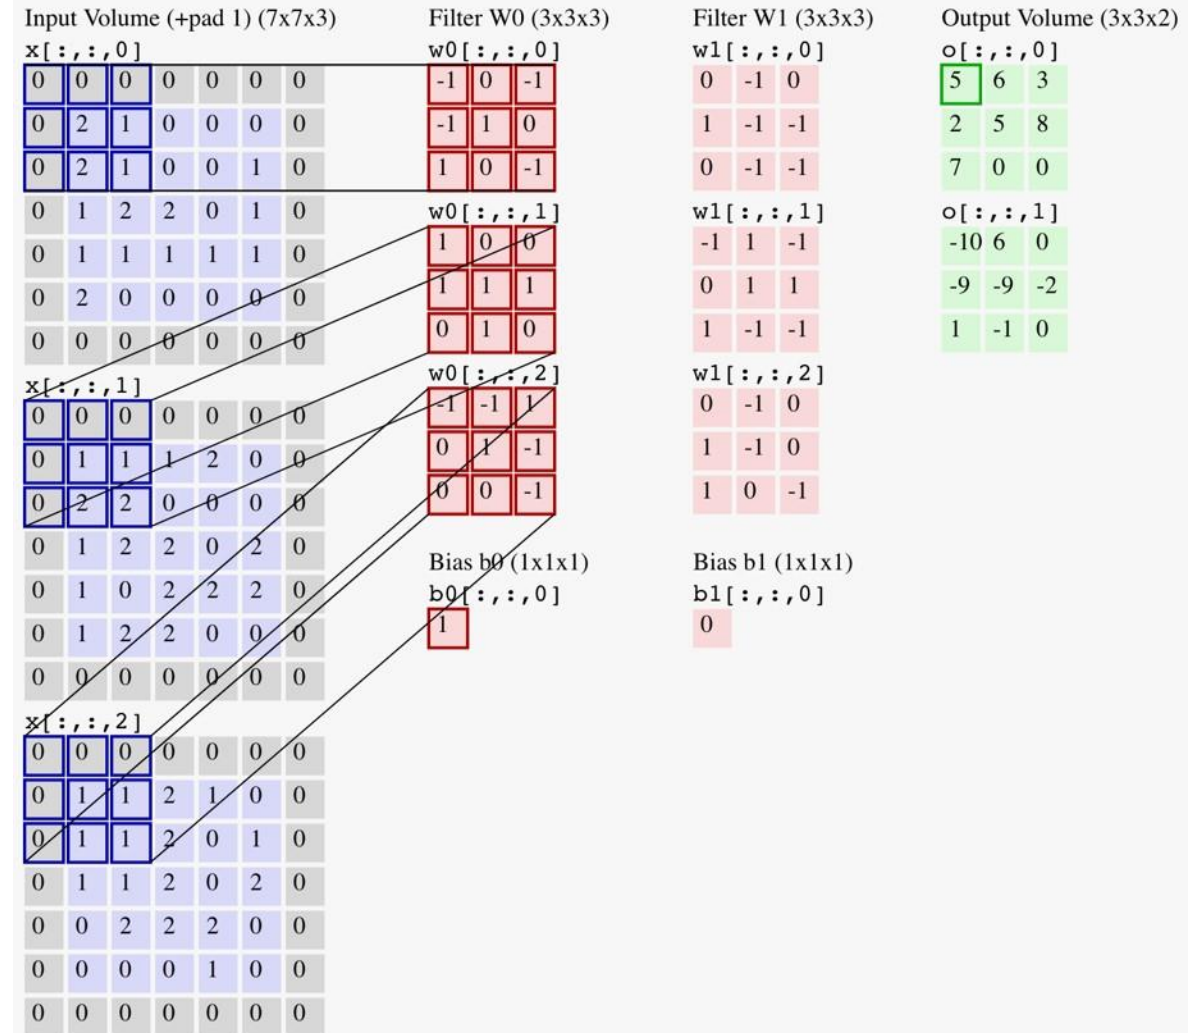 Input Volume (+pad 1) (7x7x3)
x[:,:,0]
0 0 0 0 0 0 0
0 2 1 0 0 0 0
0 2 1 0 0 1 0
0 1 2 2 0 1 0
0 1 1 1 1 1 0
0 2 0 0 0 0 0
0 0 0 0 0 0 0
x[:,:,1]
0 0 0 0 0 0 0
0 1 1 1 2 0 0
0 2 2 0 0 0 0
0 1 2 2 0 2 0
0 1 0 2 2 2 0
0 1 2 2 0 0 0
0 0 0 0 0 0 0
x[:,:,2]
0 0 0 0 0 0 0
0 1 1 2 1 0 0
0 1 1 2 0 1 0
0 1 1 2 0 2 0
0 0 2 2 2 0 0
0 0 0 0 1 0 0
0 0 0 0 0 0 0
Filter W0 (3x3x3)
w0[:,:,0]
-1 0 -1
-1 1 0
1 0 -1
w0[:,:,1]
1 0 0
1 1 1
0 1 0
w0[:,:,2]
-1 -1 1
0 1 -1
0 0 -1
Bias b0 (1x1x1)
b0[:,:,0]
1
Filter W1 (3x3x3)
w1[:,:,0]
0 -1 0
1 -1 -1
0 -1 -1
w1[:,:,1]
-1 1 -1
0 1 1
1 -1 -1
w1[:,:,2]
0 -1 0
1 -1 0
1 0 -1
Bias b1 (1x1x1)
b1[:,:,0]
0
Output Volume (3x3x2)
o[:,:,0]
5 6 3
2 5 8
7 0 0
o[:,:,1]
-10 6 0
-9 -9 -2
1 -1 0